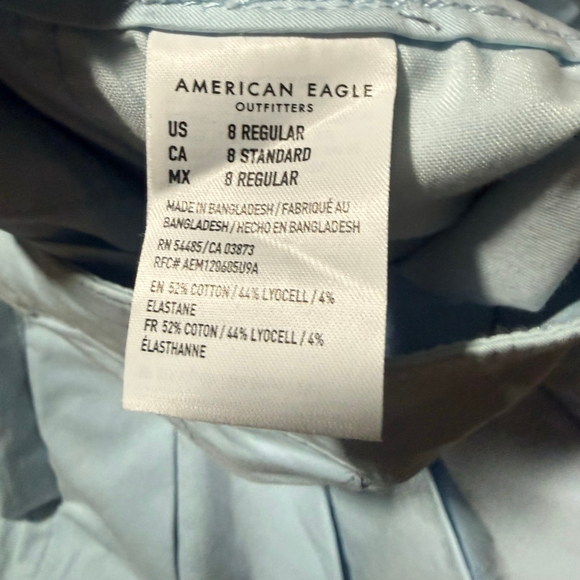 AMERICAN EAGLE
OUTFITTERS
US 8 REGULAR
CA 8 STANDARD
MX 8 REGULAR
MADE IN BANGLADESH / FABRIQUÉ AU
BANGLADESH / HECHO EN BANGLADESH
RN 54485/CA 03873
RFC# AEM120605U9A
EN 52% COTTON / 44% LYOCELL / 4%
ELASTANE
FR 52% COTON / 44% LYOCELL / 4%
ÉLASTHANNE